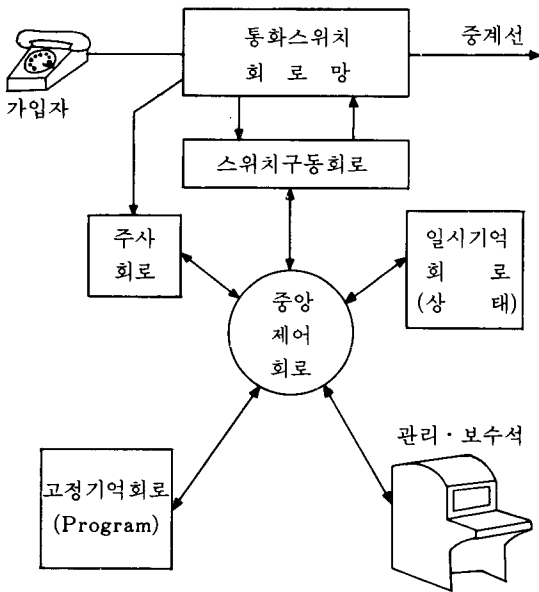 통화스위치
회 로 망
중계선
가입자
스위치구동회로
주사
회로
일시기억
회 로
(상 태)
중앙
제어
회로
관리 · 보수석
고정기억회로
(Program)